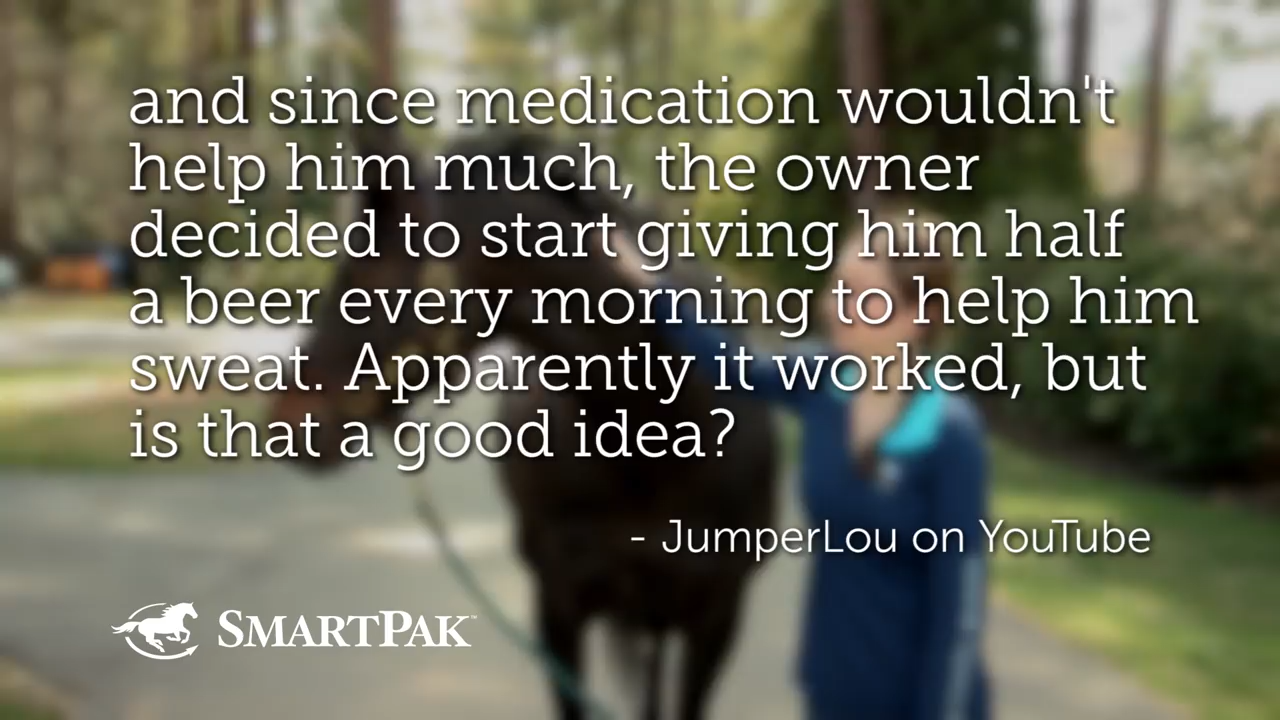 and since medication wouldn't
help him much, the owner
decided to start giving him half
a beer every morning to help him
sweat. Apparently it worked, but
is that a good idea?
- JumperLou on YouTube
SMARTPAK™